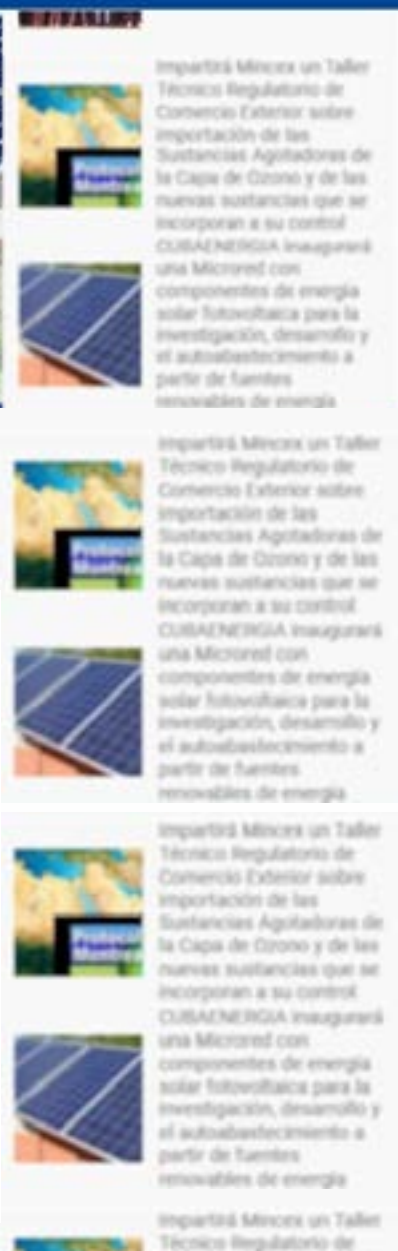 Impartirá Mincex un Taller
Técnico Regulatorio de
Comercio Exterior sobre
importación de las
Sustancias Agotadoras de
la Capa de Ozono y de las
nuevas sustancias que se
incorporan a su control
CUBAENERGIA inaugurará
una Microred con
componentes de energía
solar fotovoltaica para la
investigación, desarrollo y
el autoabastecimiento a
partir de fuentes
renovables de energía
Impartirá Mincex un Taller
Técnico Regulatorio de
Comercio Exterior sobre
importación de las
Sustancias Agotadoras de
la Capa de Ozono y de las
nuevas sustancias que se
incorporan a su control
CUBAENERGIA inaugurará
una Microred con
componentes de energía
solar fotovoltaica para la
investigación, desarrollo y
el autoabastecimiento a
partir de fuentes
renovables de energía
Impartirá Mincex un Taller
Técnico Regulatorio de
Comercio Exterior sobre
importación de las
Sustancias Agotadoras de
la Capa de Ozono y de las
nuevas sustancias que se
incorporan a su control
CUBAENERGIA inaugurará
una Microred con
componentes de energía
solar fotovoltaica para la
investigación, desarrollo y
el autoabastecimiento a
partir de fuentes
renovables de energía
Impartirá Mincex un Taller
Técnico Regulatorio de